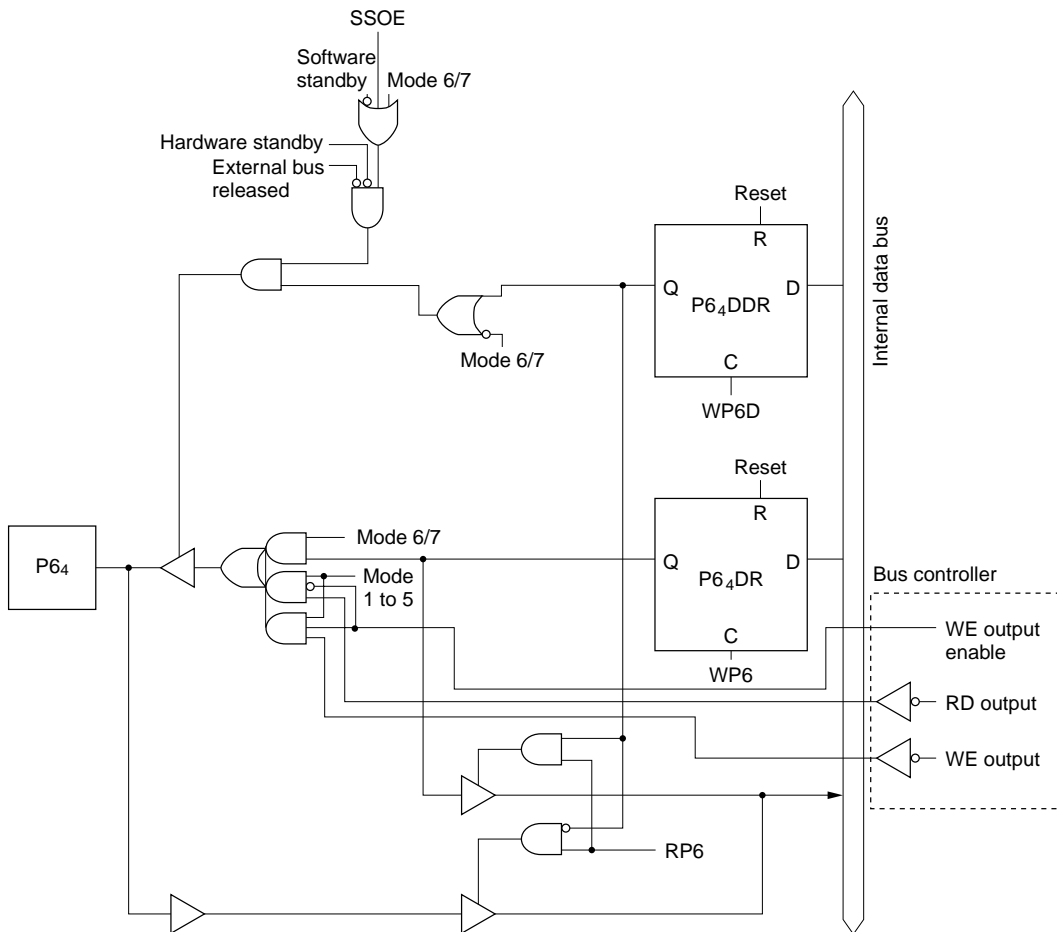 SSOE
Software
standby
Mode 6/7
Hardware standby
External bus
released
Reset
R
Q
D
P6₄DDR
C
WP6D
Mode 6/7
Internal data bus
Reset
R
Mode 6/7
Q
D
P6₄DR
P6₄
Mode
1 to 5
C
WP6
Bus controller
WE output
enable
RD output
WE output
RP6